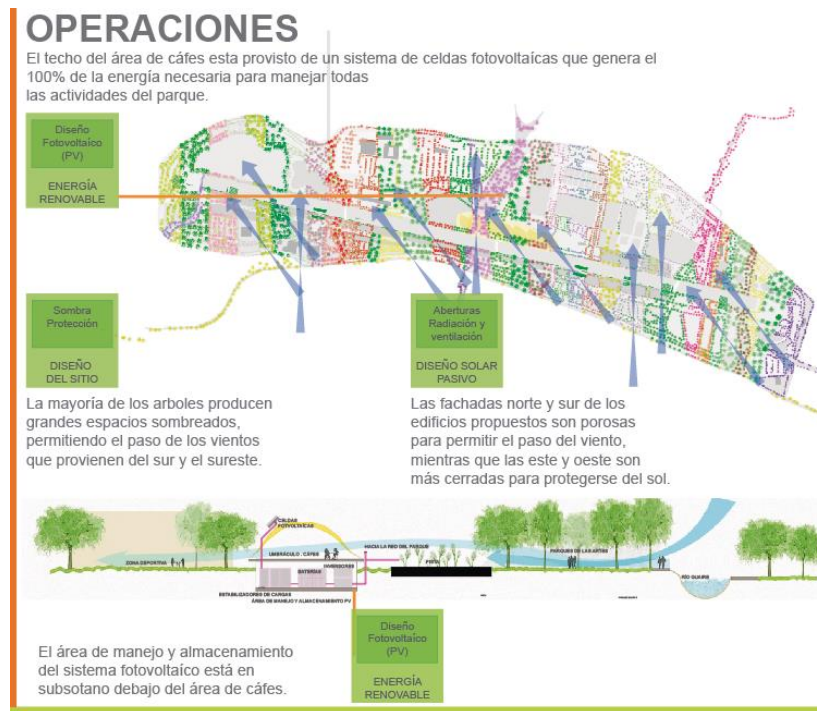 OPERACIONES
El techo del área de cáfes esta provisto de un sistema de celdas fotovoltaícas que genera el
100% de la energía necesaria para manejar todas
las actividades del parque.
Diseño
Fotovoltaíco
(PV)
ENERGÍA
RENOVABLE
Sombra
Protección
DISEÑO
DEL SITIO
Aberturas
Radiación y
ventilación
DISEÑO SOLAR
PASIVO
La mayoría de los arboles producen
grandes espacios sombreados,
permitiendo el paso de los vientos
que provienen del sur y el sureste.
Las fachadas norte y sur de los
edificios propuestos son porosas
para permitir el paso del viento,
mientras que las este y oeste son
más cerradas para protegerse del sol.
CELDAS
FOTOVOLTAICAS
HACIA LA RED DEL PARQUE
ZONA DEPORTIVA
UMBRÁCULO / CÁFES
PISTA
PARQUES DE LAS ARTES
RÍO GUAIRE
BATERÍAS
INVERSORES
ESTABILIZADORES DE CARGAS
ÁREA DE MANEJO Y ALMACENAMIENTO PV
El área de manejo y almacenamiento
del sistema fotovoltaíco está en
subsotano debajo del área de cáfes.
Diseño
Fotovoltaíco
(PV)
ENERGÍA
RENOVABLE